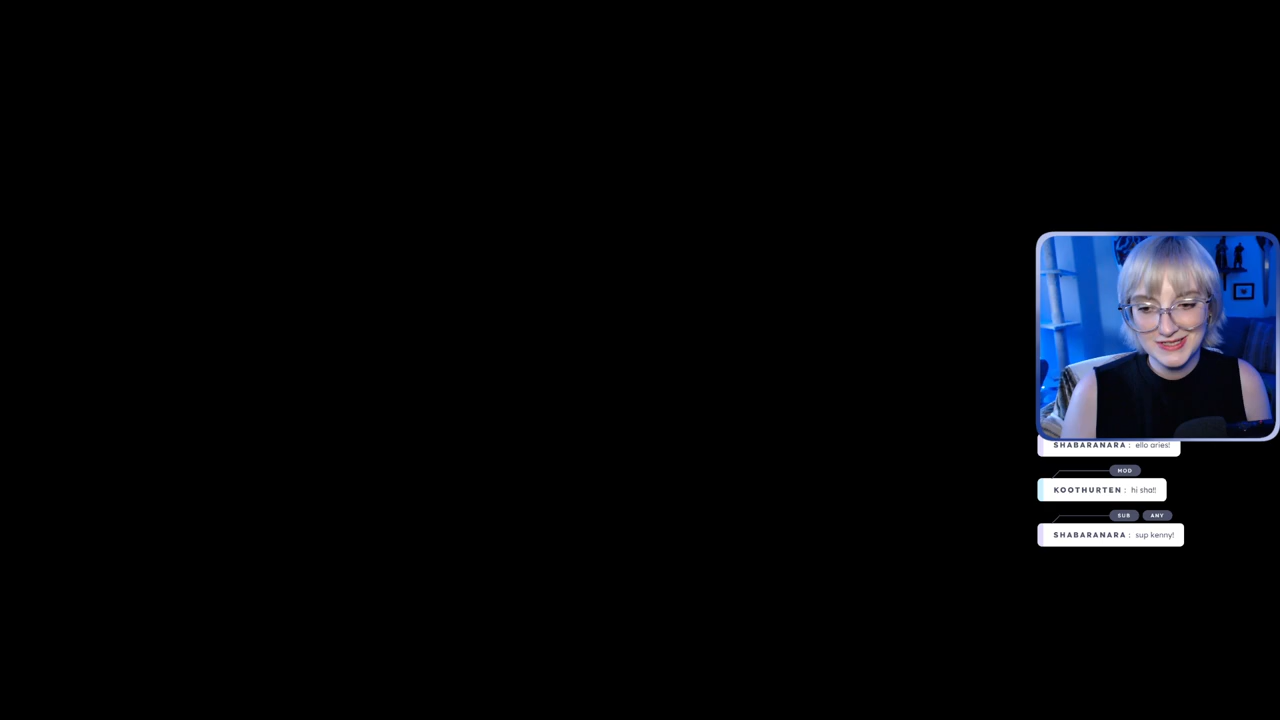 SHABARANARA : ello aries!
MOD
KOOTHURTEN : hi sha!!
SUB ANY
SHABARANARA : sup kenny!